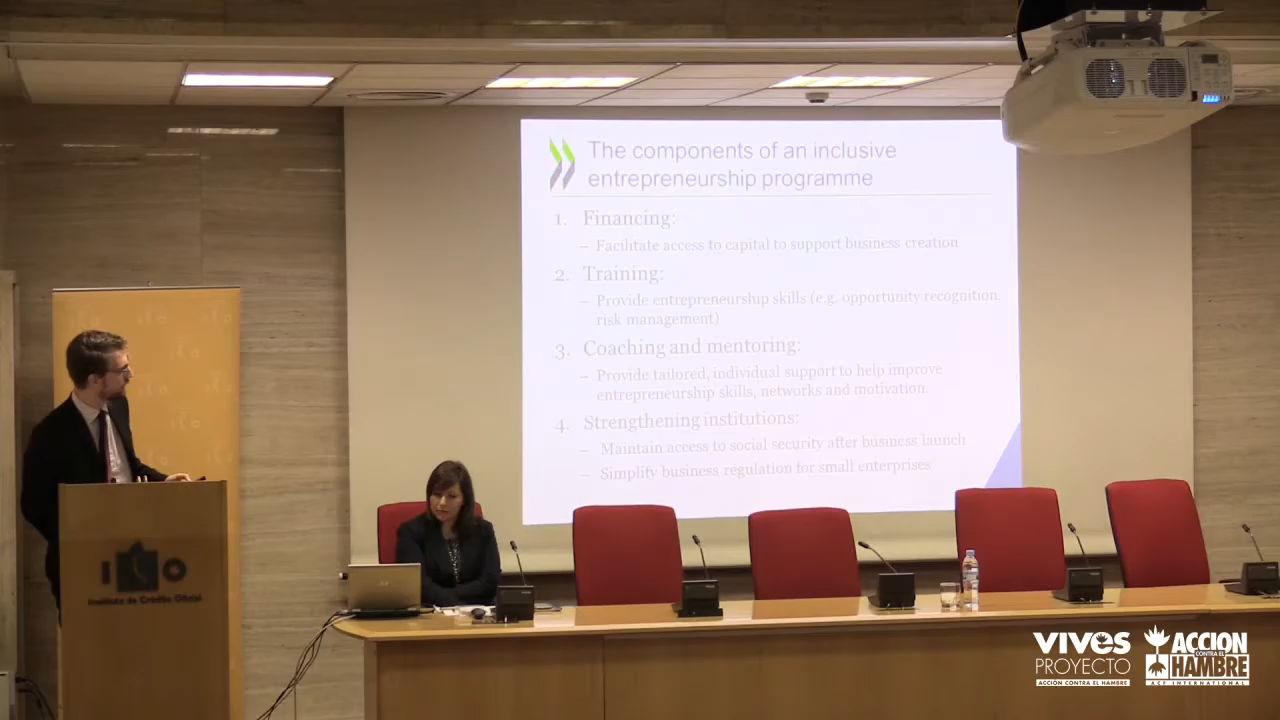 The components of an inclusive
entrepreneurship programme
1. Financing:
– Facilitate access to capital to support business creation
2. Training:
– Provide entrepreneurship skills (e.g. opportunity recognition,
risk management)
3. Coaching and mentoring:
– Provide tailored, individual support to help improve
entrepreneurship skills, networks and motivation.
4. Strengthening institutions:
– Maintain access to social security after business launch
– Simplify business regulation for small enterprises
ICO
Instituto de Crédito Oficial
VIVES
PROYECTO
ACCIÓN CONTRA EL HAMBRE
ACCION
CONTRA EL
HAMBRE
ACF INTERNATIONAL